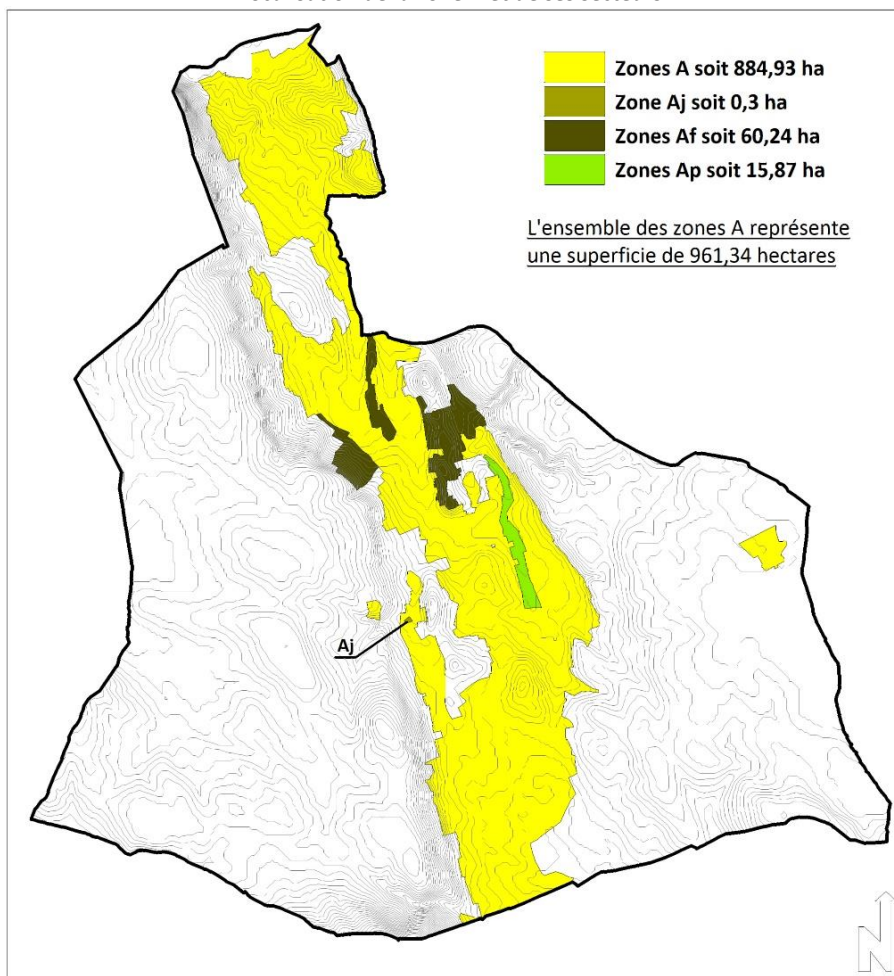 Zones A soit 884,93 ha
Zone Aj soit 0,3 ha
Zones Af soit 60,24 ha
Zones Ap soit 15,87 ha
L'ensemble des zones A représente
une superficie de 961,34 hectares
Aj
N